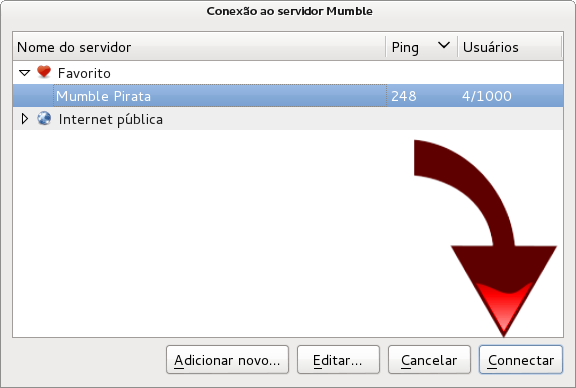 Conexão ao servidor Mumble
Nome do servidor Ping Usuários
Favorito
Mumble Pirata 248 4/1000
Internet pública
Adicionar novo... Editar... Cancelar Connectar